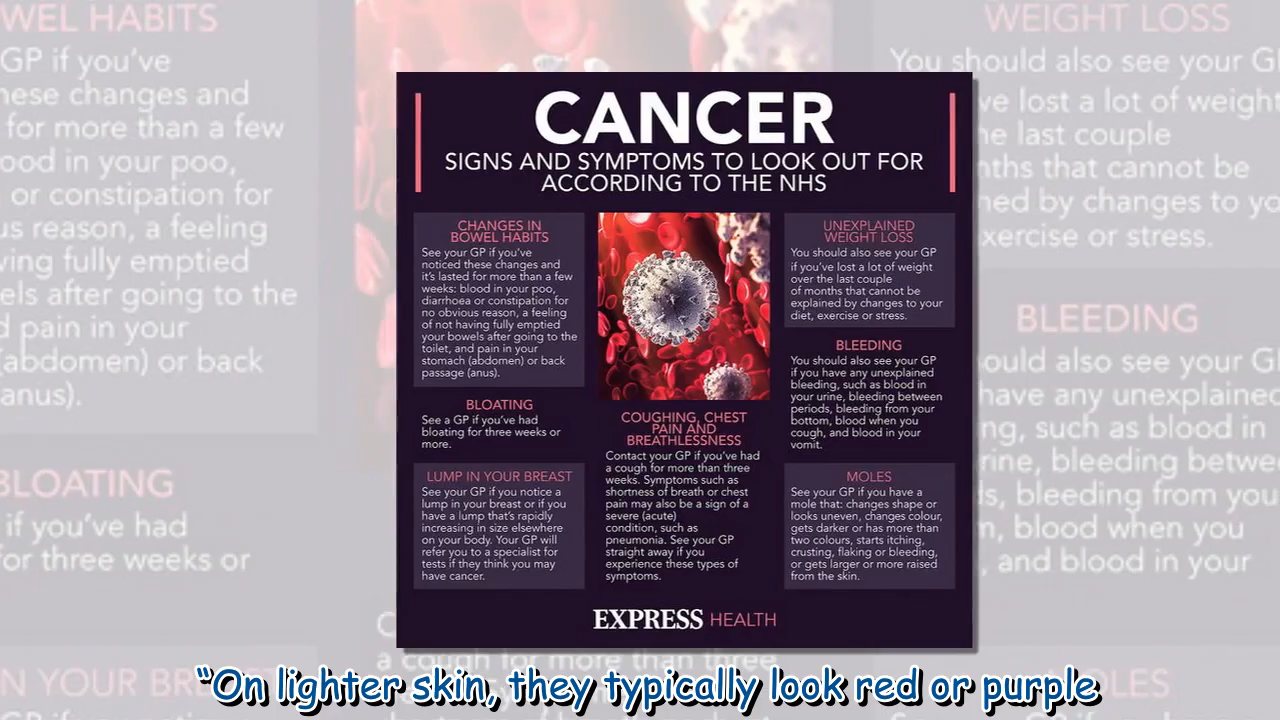 CANCER
SIGNS AND SYMPTOMS TO LOOK OUT FOR
ACCORDING TO THE NHS
CHANGES IN
BOWEL HABITS
See your GP if you've
noticed these changes and
it's lasted for more than a few
weeks: blood in your poo,
diarrhoea or constipation for
no obvious reason, a feeling
of not having fully emptied
your bowels after going to the
toilet, and pain in your
stomach (abdomen) or back
passage (anus).
BLOATING
See a GP if you've had
bloating for three weeks or
more.
LUMP IN YOUR BREAST
See your GP if you notice a
lump in your breast or if you
have a lump that's rapidly
increasing in size elsewhere
on your body. Your GP will
refer you to a specialist for
tests if they think you may
have cancer.
COUGHING, CHEST
PAIN AND
BREATHLESSNESS
Contact your GP if you've had
a cough for more than three
weeks. Symptoms such as
shortness of breath or chest
pain may also be a sign of a
severe (acute)
condition, such as
pneumonia. See your GP
straight away if you
experience these types of
symptoms.
UNEXPLAINED
WEIGHT LOSS
You should also see your GP
if you've lost a lot of weight
over the last couple
of months that cannot be
explained by changes to your
diet, exercise or stress.
BLEEDING
You should also see your GP
if you have any unexplained
bleeding, such as blood in
your urine, bleeding between
periods, bleeding from your
bottom, blood when you
cough, and blood in your
vomit.
MOLES
See your GP if you have a
mole that: changes shape or
looks uneven, changes colour,
gets darker or has more than
two colours, starts itching,
crusting, flaking or bleeding,
or gets larger or more raised
from the skin.
EXPRESS HEALTH
“On lighter skin, they typically look red or purple